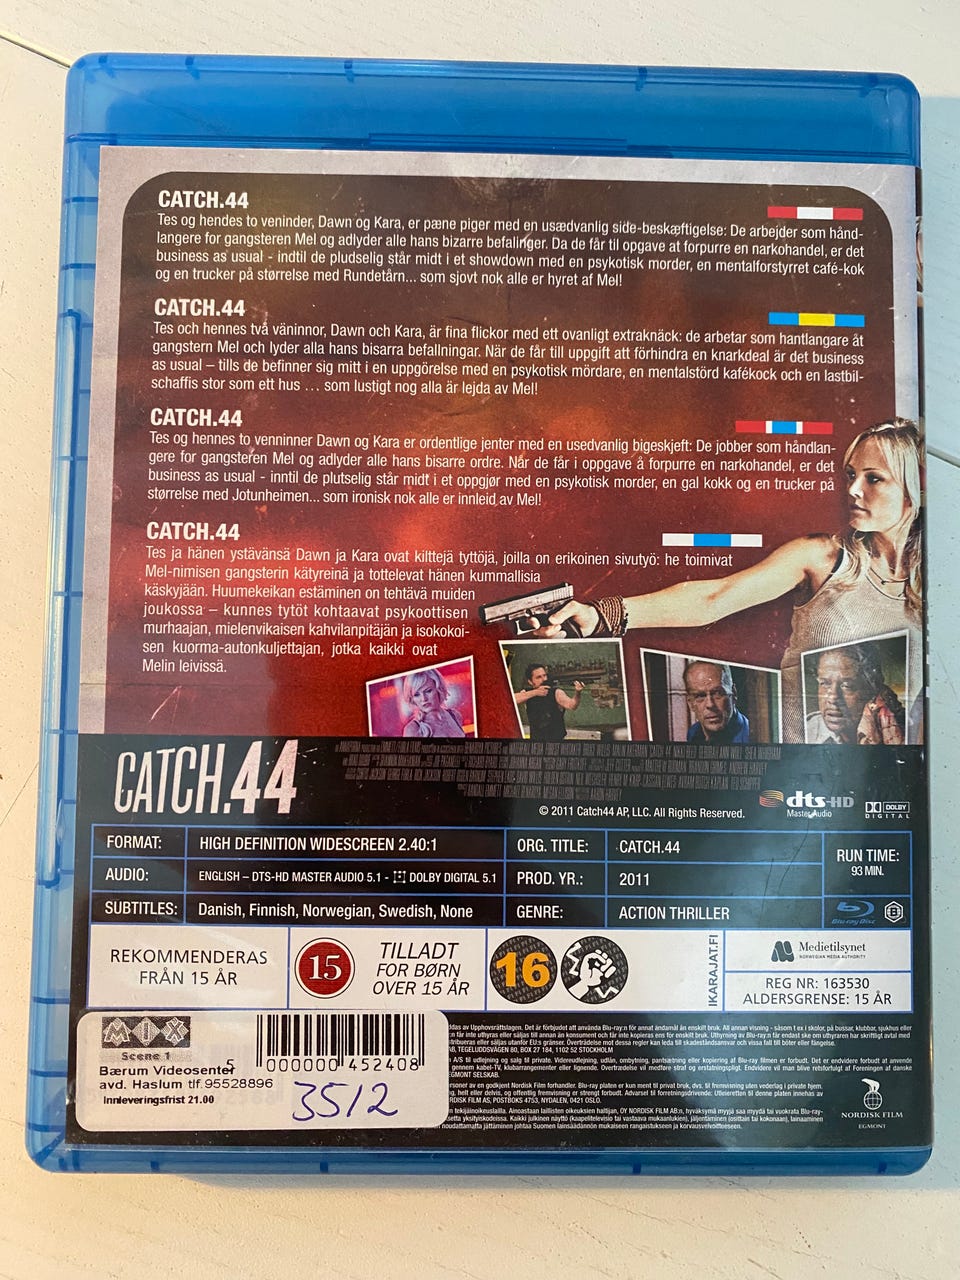 CATCH.44
Tes og hendes to veninder, Dawn og Kara, er pæne piger med en usædvanlig side-beskæftigelse: De arbejder som hånd-
langere for gangsteren Mel og adlyder alle hans bizarre befalinger. Da de får til opgave at forpurre en narkohandel, er det
business as usual - indtil de pludselig står midt i et showdown med en psykotisk morder, en mentalforstyrret café-kok
og en trucker på størrelse med Rundetårn... som sjovt nok alle er hyret af Mel!
CATCH.44
Tes och hennes två väninnor, Dawn och Kara, är fina flickor med ett ovanligt extraknäck: de arbetar som hantlangare åt
gangstern Mel och lyder alla hans bisarra befallningar. När de får till uppgift att förhindra en knarkdeal är det business
as usual – tills de befinner sig mitt i en uppgörelse med en psykotisk mördare, en mentalstörd kafékock och en lastbil-
schaffis stor som ett hus ... som lustigt nog alla är lejda av Mel!
CATCH.44
Tes og hennes to venninner Dawn og Kara er ordentlige jenter med en usedvanlig bigeskjeft: De jobber som håndlan-
gere for gangsteren Mel og adlyder alle hans bisarre ordre. Når de får i oppgave å forpurre en narkohandel, er det
business as usual - inntil de plutselig står midt i et oppgjør med en psykotisk morder, en gal kokk og en trucker på
størrelse med Jotunheimen... som ironisk nok alle er innleid av Mel!
CATCH.44
Tes ja hänen ystävänsä Dawn ja Kara ovat kilttejä tyttöjä, joilla on erikoinen sivutyö: he toimivat
Mel-nimisen gangsterin kätyreinä ja tottelevat hänen kummallisia
käskyjään. Huumekeikan estäminen on tehtävä muiden
joukossa – kunnes tytöt kohtaavat psykoottisen
murhaajan, mielenvikaisen kahvilanpitäjän ja isokokoi-
sen kuorma-autonkuljettajan, jotka kaikki ovat
Melin leivissä.
CATCH.44
© 2011 Catch44 AP, LLC. All Rights Reserved.
dts-HD
Master Audio
DOLBY
DIGITAL
FORMAT: HIGH DEFINITION WIDESCREEN 2.40:1
ORG. TITLE: CATCH.44
RUN TIME:
93 MIN.
AUDIO: ENGLISH – DTS-HD MASTER AUDIO 5.1 - DOLBY DIGITAL 5.1
PROD. YR.: 2011
SUBTITLES: Danish, Finnish, Norwegian, Swedish, None
GENRE: ACTION THRILLER
Blu-ray Disc
B
REKOMMENDERAS
FRÅN 15 ÅR
15
TILLADT
FOR BØRN
OVER 15 ÅR
16
IKARAJAT.FI
Medietilsynet
NORWEGIAN MEDIA AUTHORITY
REG NR: 163530
ALDERSGRENSE: 15 ÅR
MIX
Scene 1
Bærum Videosenter
avd. Haslum tlf.95528896
Innleveringsfrist 21.00
5
000000 452408
3512
NORDISK FILM
EGMONT